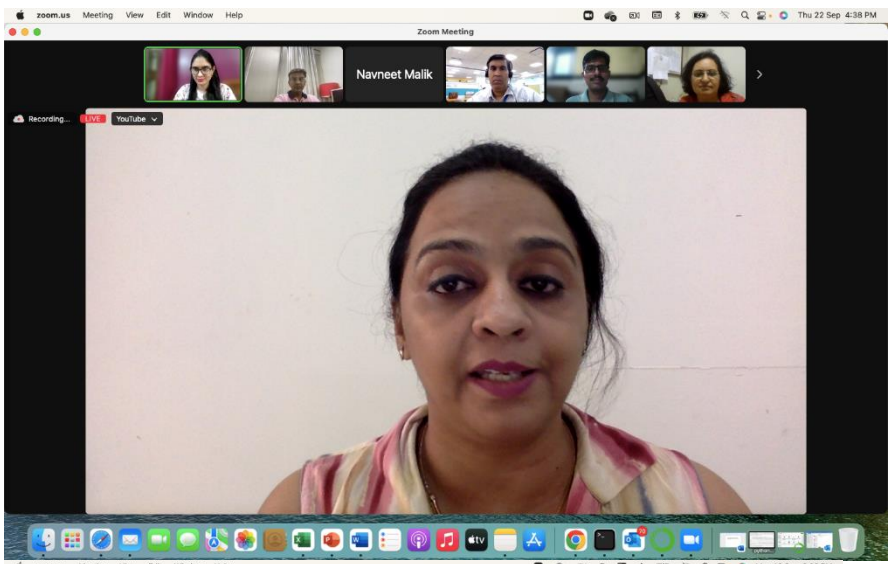 zoom.us Meeting View Edit Window Help Thu 22 Sep 4:38 PM
Zoom Meeting
Navneet Malik
Recording... LIVE YouTube
tv